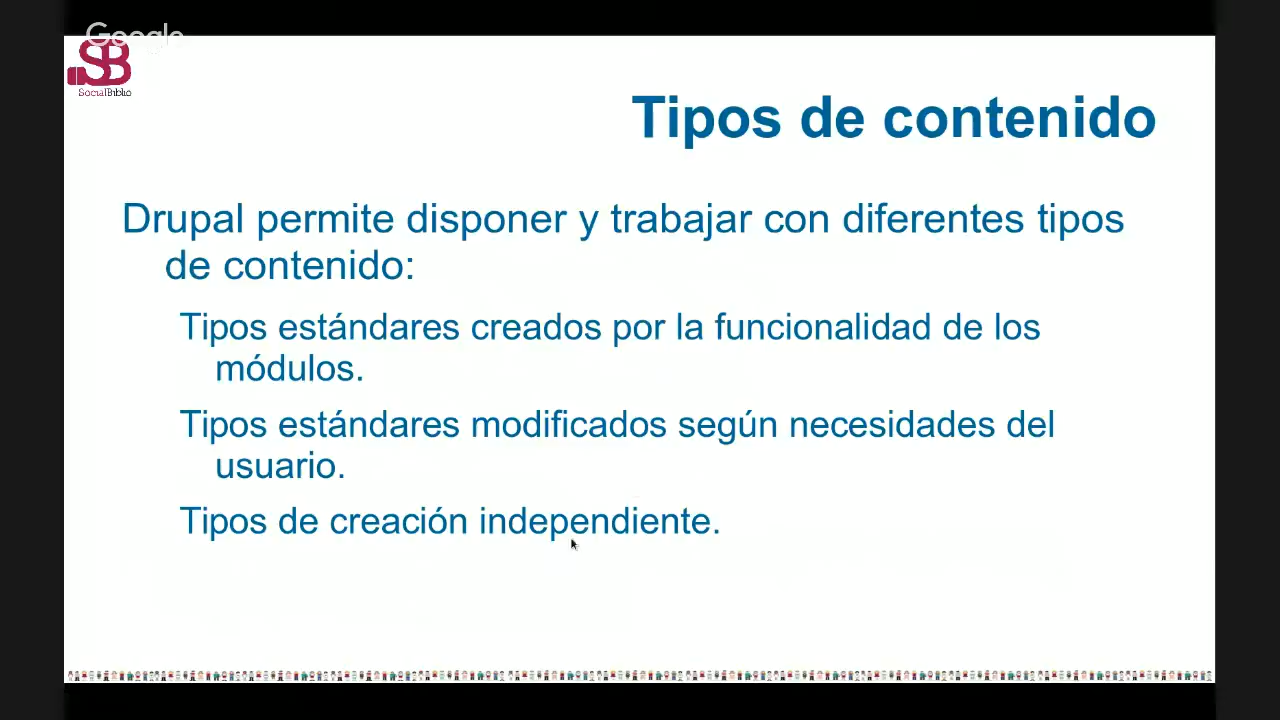 Google
SB
SocialBiblio
Tipos de contenido
Drupal permite disponer y trabajar con diferentes tipos
de contenido:
Tipos estándares creados por la funcionalidad de los
módulos.
Tipos estándares modificados según necesidades del
usuario.
Tipos de creación independiente.